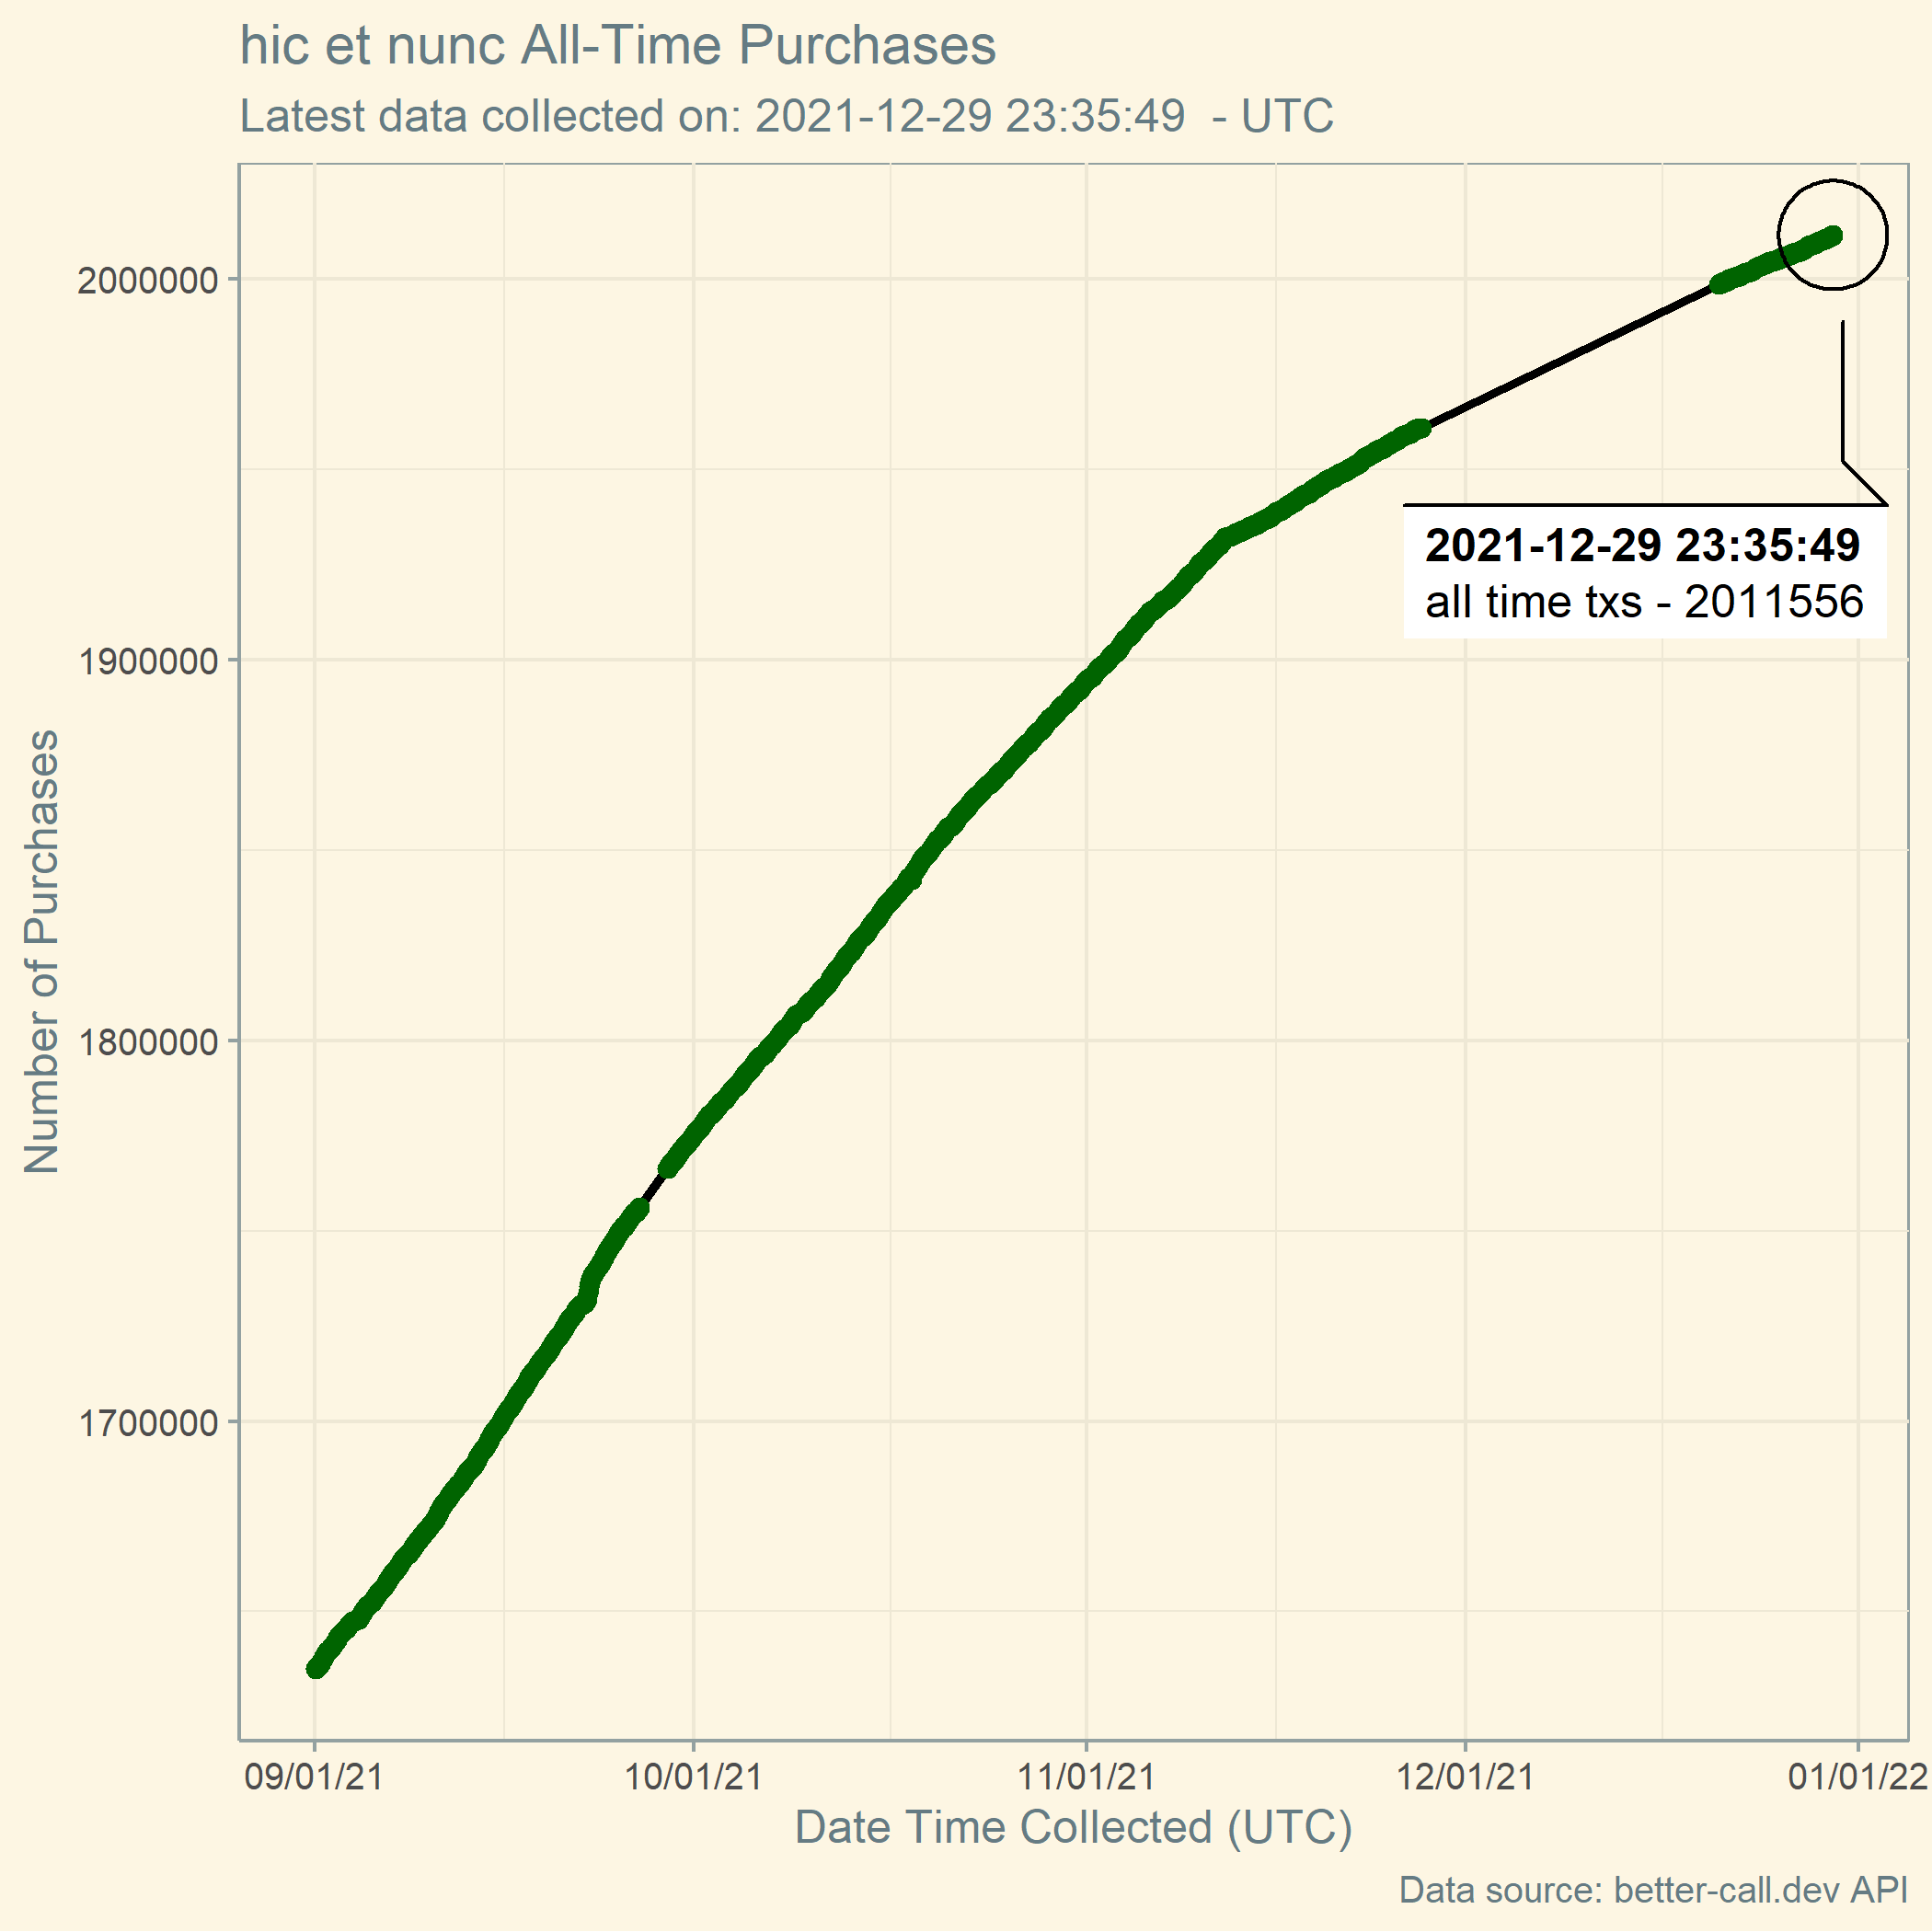 hic et nunc All-Time Purchases
Latest data collected on: 2021-12-29 23:35:49  - UTC
Number of Purchases
2000000
1900000
1800000
1700000
2021-12-29 23:35:49
all time txs - 2011556
09/01/21 10/01/21 11/01/21 12/01/21 01/01/22
Date Time Collected (UTC)
Data source: better-call.dev API